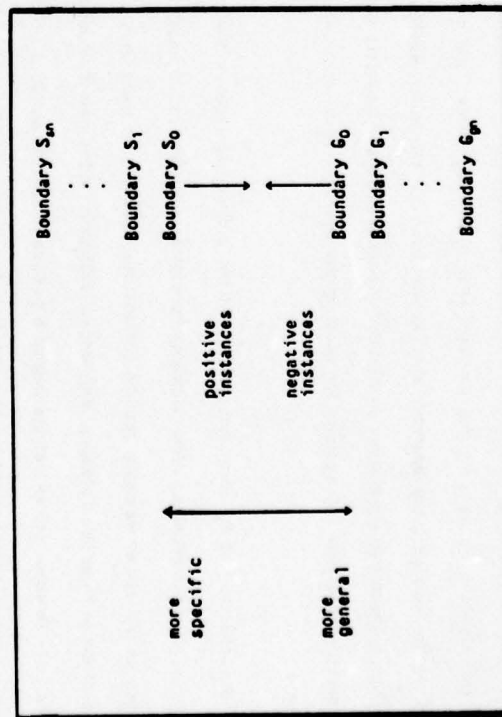 Boundary Ssn
. . .
Boundary S1
Boundary S0
positive
instances
more
specific
negative
instances
more
general
Boundary G0
Boundary G1
. . .
Boundary Ggn